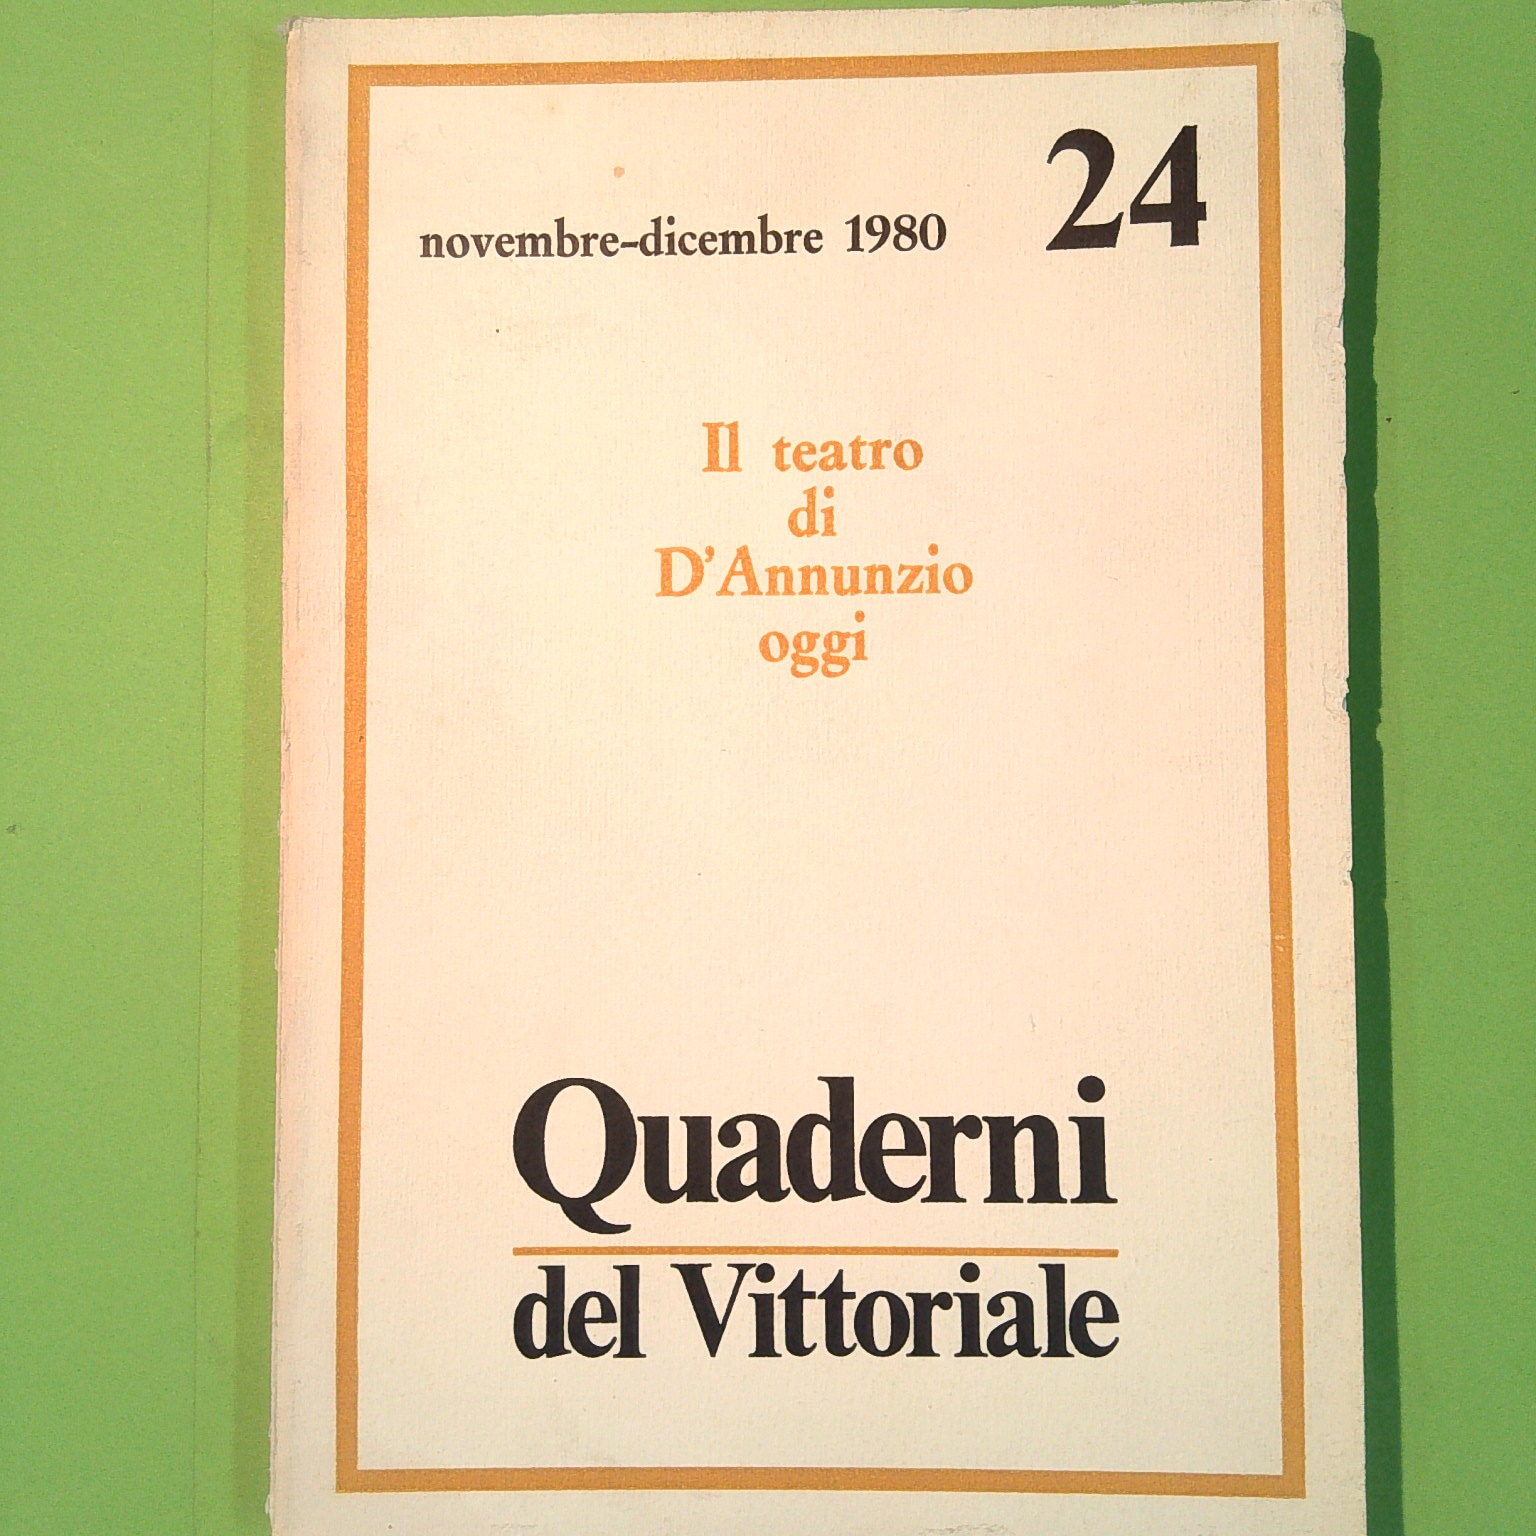 24
novembre-dicembre 1980
Il teatro
di
D'Annunzio
oggi
Quaderni
del Vittoriale